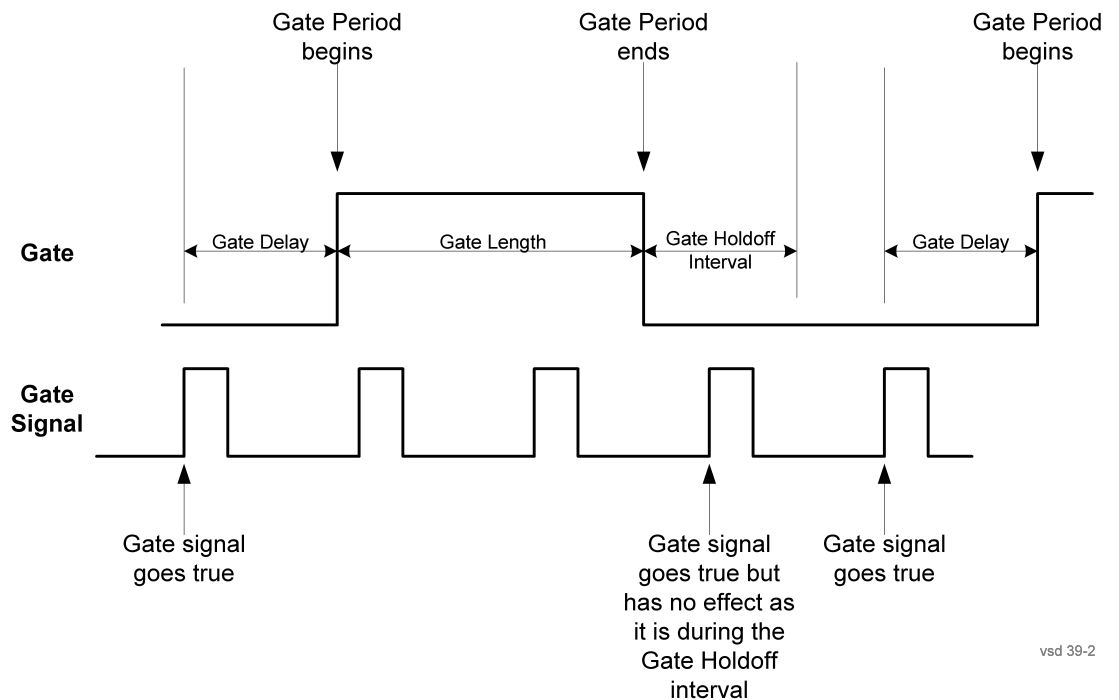 Gate Period
begins
Gate Period
ends
Gate Period
begins
Gate
Gate Delay
Gate Length
Gate Holdoff
Interval
Gate Delay
Gate
Signal
Gate signal
goes true
Gate signal
goes true but
has no effect as
it is during the
Gate Holdoff
interval
Gate signal
goes true
vsd 39-2